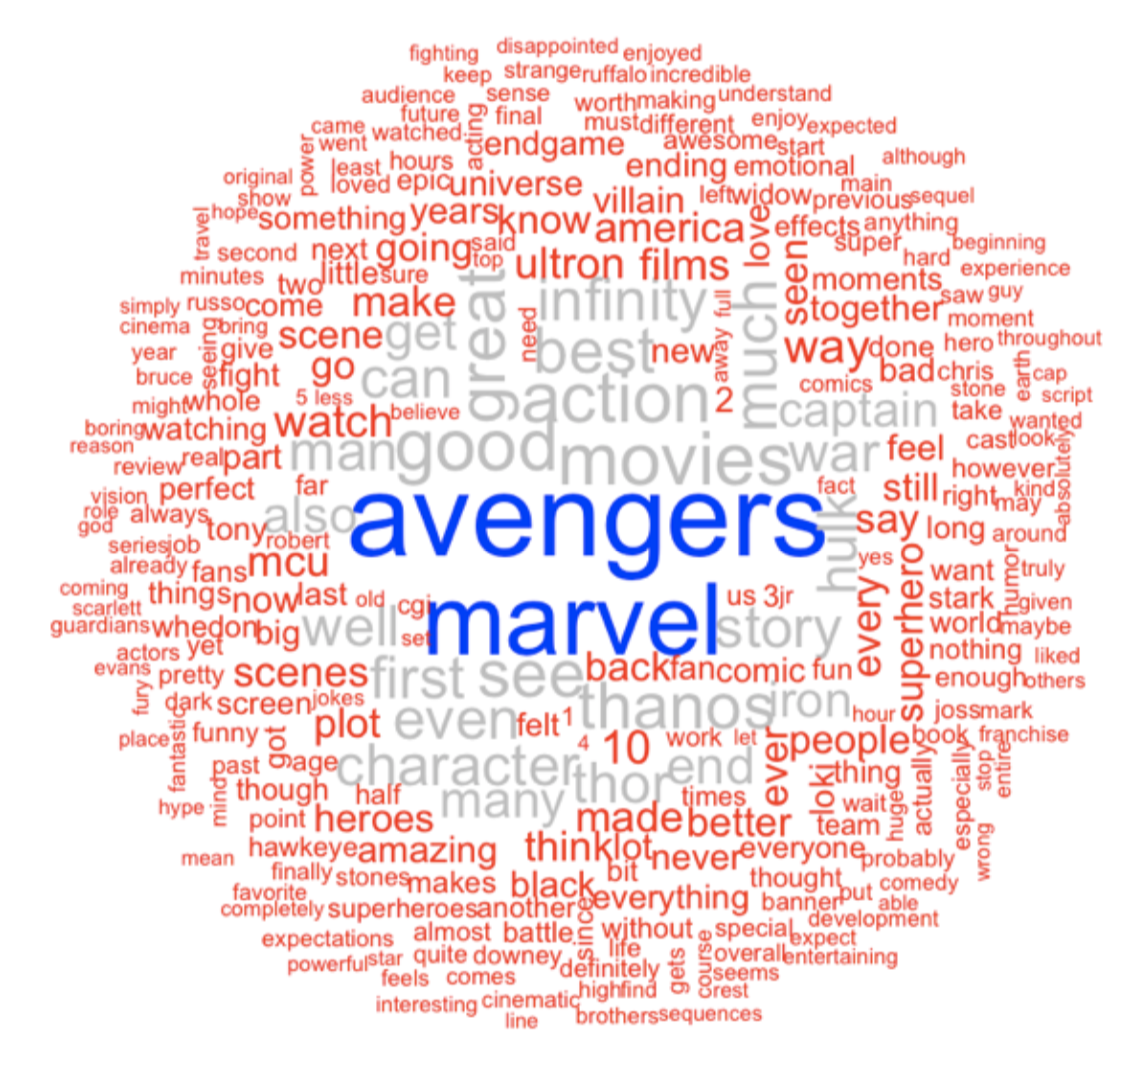 fighting disappointed enjoyed
keep strange ruffalo incredible
audience sense worth making understand
future acting final must different enjoy expected
came went watched endgame awesome start
power least hours ending emotional although
original loved epic universe villain left widow main previous sequel
show hope something years know america love effects anything
travel second next going said top ultron films seen super hard beginning
minutes two little sure great infinity much full moments experience
simply russo come make need together saw guy
cinema bring scene get best new away way done hero moment throughout
year seeing give go can bad chris earth cap
bruce fight 5 less action 2 comics stone script
might whole watch believe captain take wanted
boring watching man good movies war feel cast look
reason review real part however absolutely
vision perfect far avengers fact still right may kind
role god always tony also hulk say long around
series job robert yes
already fans mcu every superhero want humor truly
coming things now last old cgi marvel us 3 jr stark given
scarlett
guardians whedon big well set story world maybe
actors yet nothing liked
evans pretty scenes first see back fan comic fun enough others
fury dark screen jokes thanos iron hour joss mark
place fantastic funny got plot even felt 1 4 10 work let ever people book franchise
past age character thor end loki thing actually especially stop entire
hype mind though half many times wait huge
point heroes made better team wrong
mean hawkeye amazing think lot never everyone probably
finally stones makes black bit thought put comedy
favorite everything banner able
completely superheroes another since development
expectations almost battle without special expect
powerful star quite downey life course overall entertaining
feels comes definitely gets seems
interesting cinematic high find crest
line brothers sequences